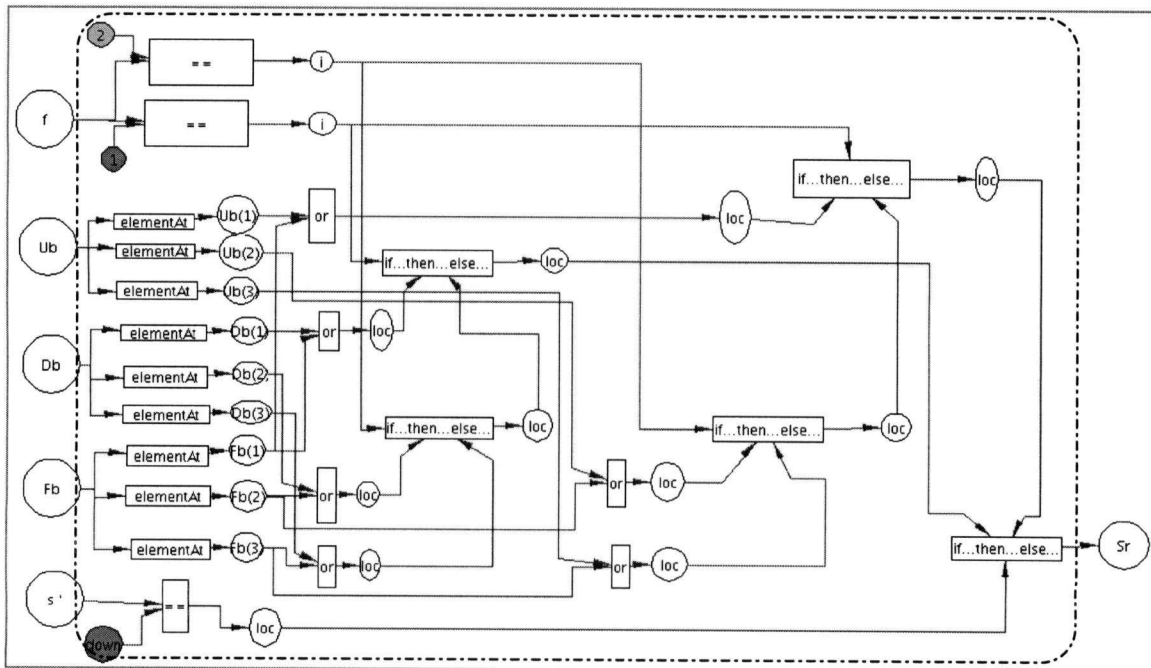 2
= =
i
f
= =
i
1
if...then...else...
loc
Ub
elementAt
Ub(1)
or
loc
elementAt
Ub(2)
if...then...else...
loc
elementAt
Ub(3)
Db
elementAt
Db(1)
or
loc
elementAt
Db(2)
elementAt
Db(3)
if...then...else...
loc
if...then...else...
loc
Fb
elementAt
Fb(1)
elementAt
Fb(2)
or
loc
or
loc
elementAt
Fb(3)
or
loc
or
loc
if...then...else...
Sr
s '
= =
loc
down